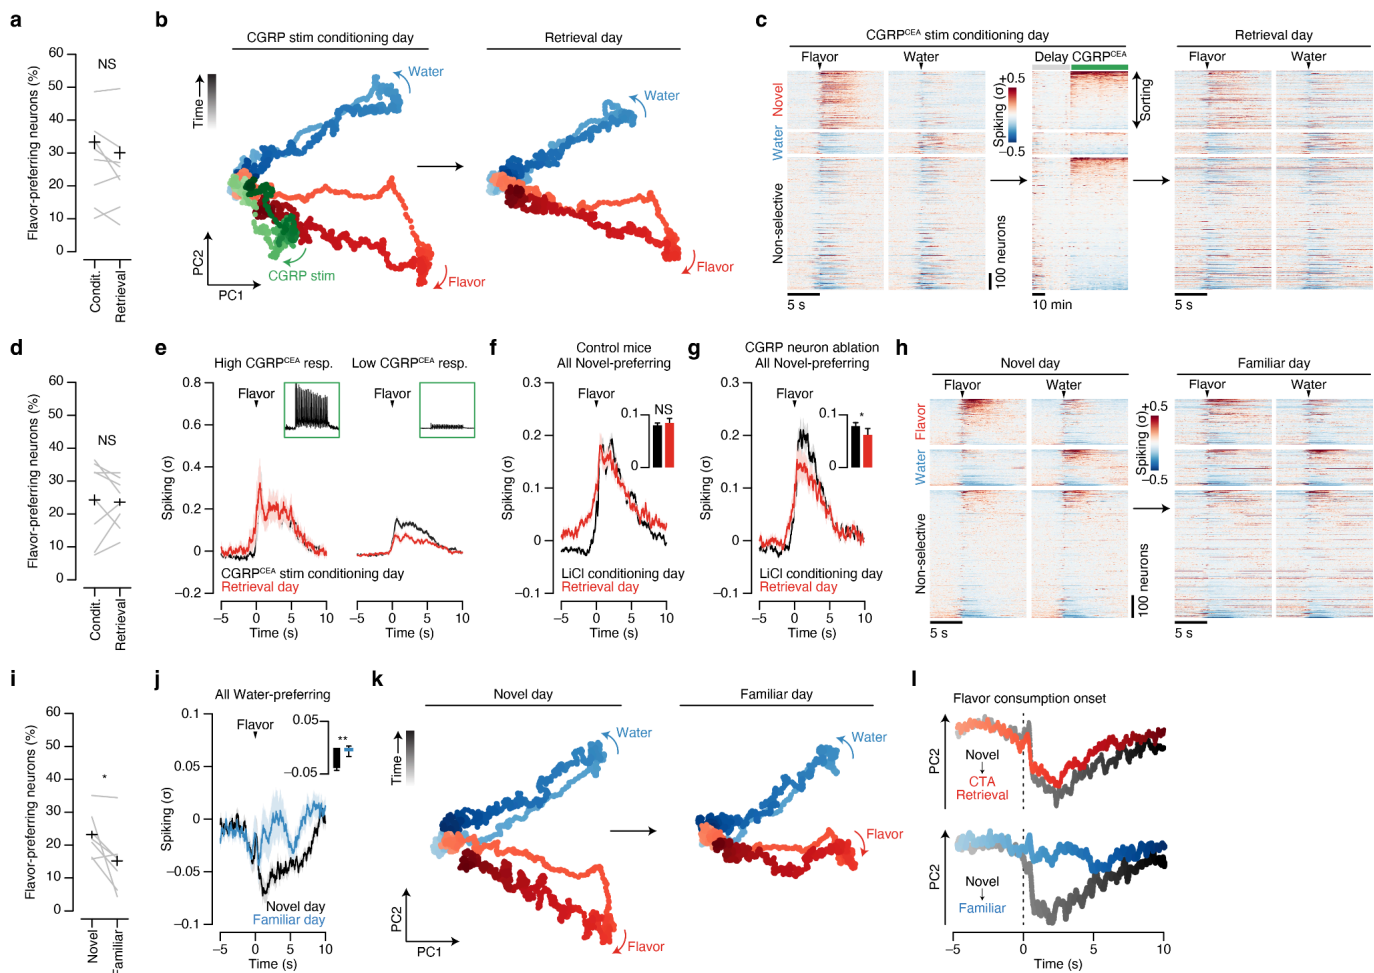 a
Flavor-preferring neurons (%)
60
50
40
30
20
10
0
NS
Condit.
Retrieval
b
CGRP stim conditioning day
Retrieval day
Time
Water
Water
CGRP stim
Flavor
Flavor
PC2
PC1
c
CGRPCEA stim conditioning day
Retrieval day
Flavor
Water
Delay
CGRPCEA
Flavor
Water
Novel
Water
Non-selective
+0.5
Spiking (σ)
−0.5
Sorting
100 neurons
5 s
10 min
5 s
d
Flavor-preferring neurons (%)
60
50
40
30
20
10
0
NS
Condit.
Retrieval
e
High CGRPCEA resp.
Low CGRPCEA resp.
Flavor
Flavor
Spiking (σ)
0.8
0.6
0.4
0.2
0
−0.2
CGRPCEA stim conditioning day
Retrieval day
−5 0 5 10
−5 0 5 10
Time (s)
Time (s)
f
Control mice
All Novel-preferring
Flavor
0.1
NS
0
Spiking (σ)
0.3
0.2
0.1
0
−0.1
LiCl conditioning day
Retrieval day
−5 0 5 10
Time (s)
g
CGRP neuron ablation
All Novel-preferring
Flavor
0.1
*
0
Spiking (σ)
0.3
0.2
0.1
0
−0.1
LiCl conditioning day
Retrieval day
−5 0 5 10
Time (s)
h
Novel day
Familiar day
Flavor
Water
Flavor
Water
Flavor
Water
Non-selective
+0.5
Spiking (σ)
−0.5
100 neurons
5 s
5 s
i
Flavor-preferring neurons (%)
60
50
40
30
20
10
0
*
Novel
Familiar
j
All Water-preferring
Flavor
0.05
**
−0.05
Spiking (σ)
0.1
0.05
0
−0.05
−0.1
Novel day
Familiar day
−5 0 5 10
Time (s)
k
Novel day
Familiar day
Time
Water
Water
Flavor
Flavor
PC2
PC1
l
Flavor consumption onset
PC2
Novel
CTA
Retrieval
PC2
Novel
Familiar
−5 0 5 10
Time (s)